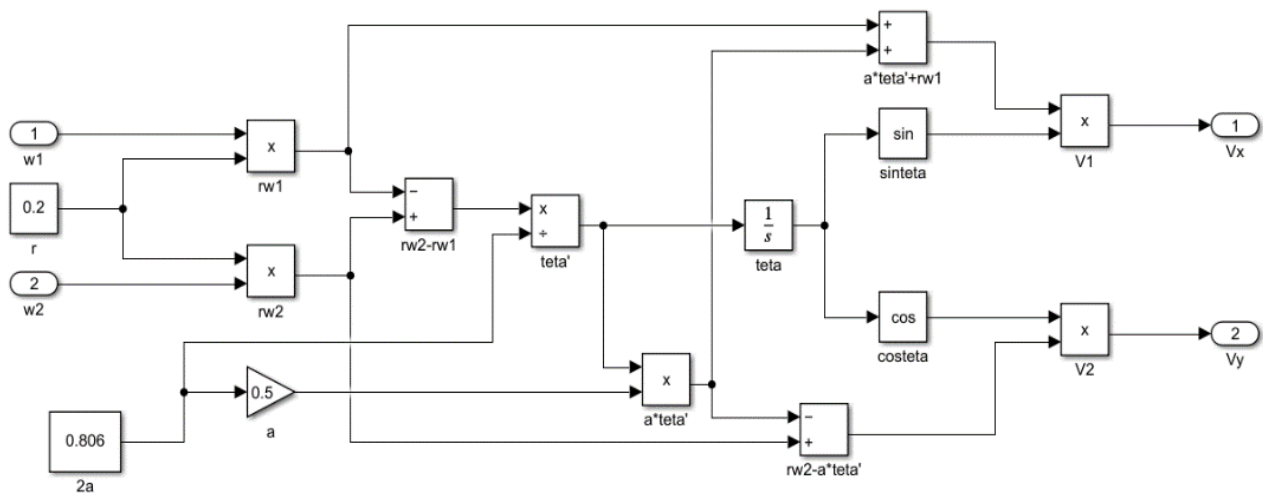 +
+
a*teta'+rw1
1
w1
x
rw1
sin
sinteta
x
V1
1
Vx
0.2
r
−
+
rw2-rw1
x
÷
teta'
1
s
teta
2
w2
x
rw2
cos
costeta
x
V2
2
Vy
0.5
a
x
a*teta'
0.806
2a
−
+
rw2-a*teta'